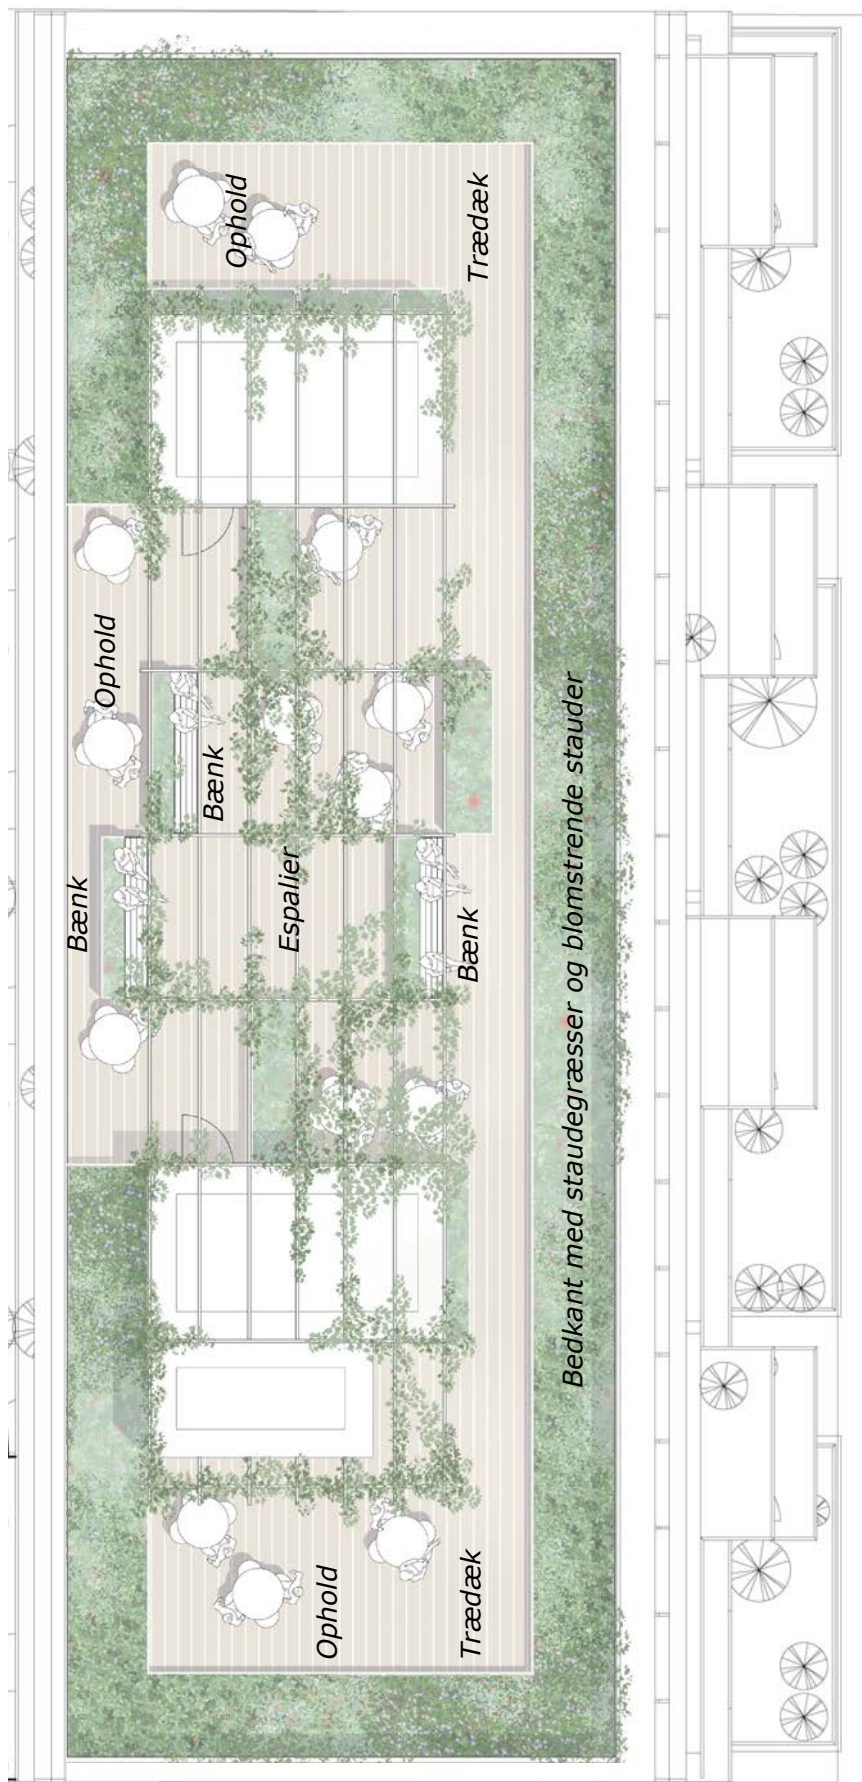 Ophold
Trædæk
Ophold
Bænk
Bænk
Espalier
Bænk
Bedkant med staudegræsser og blomstrende stauder
Ophold
Trædæk